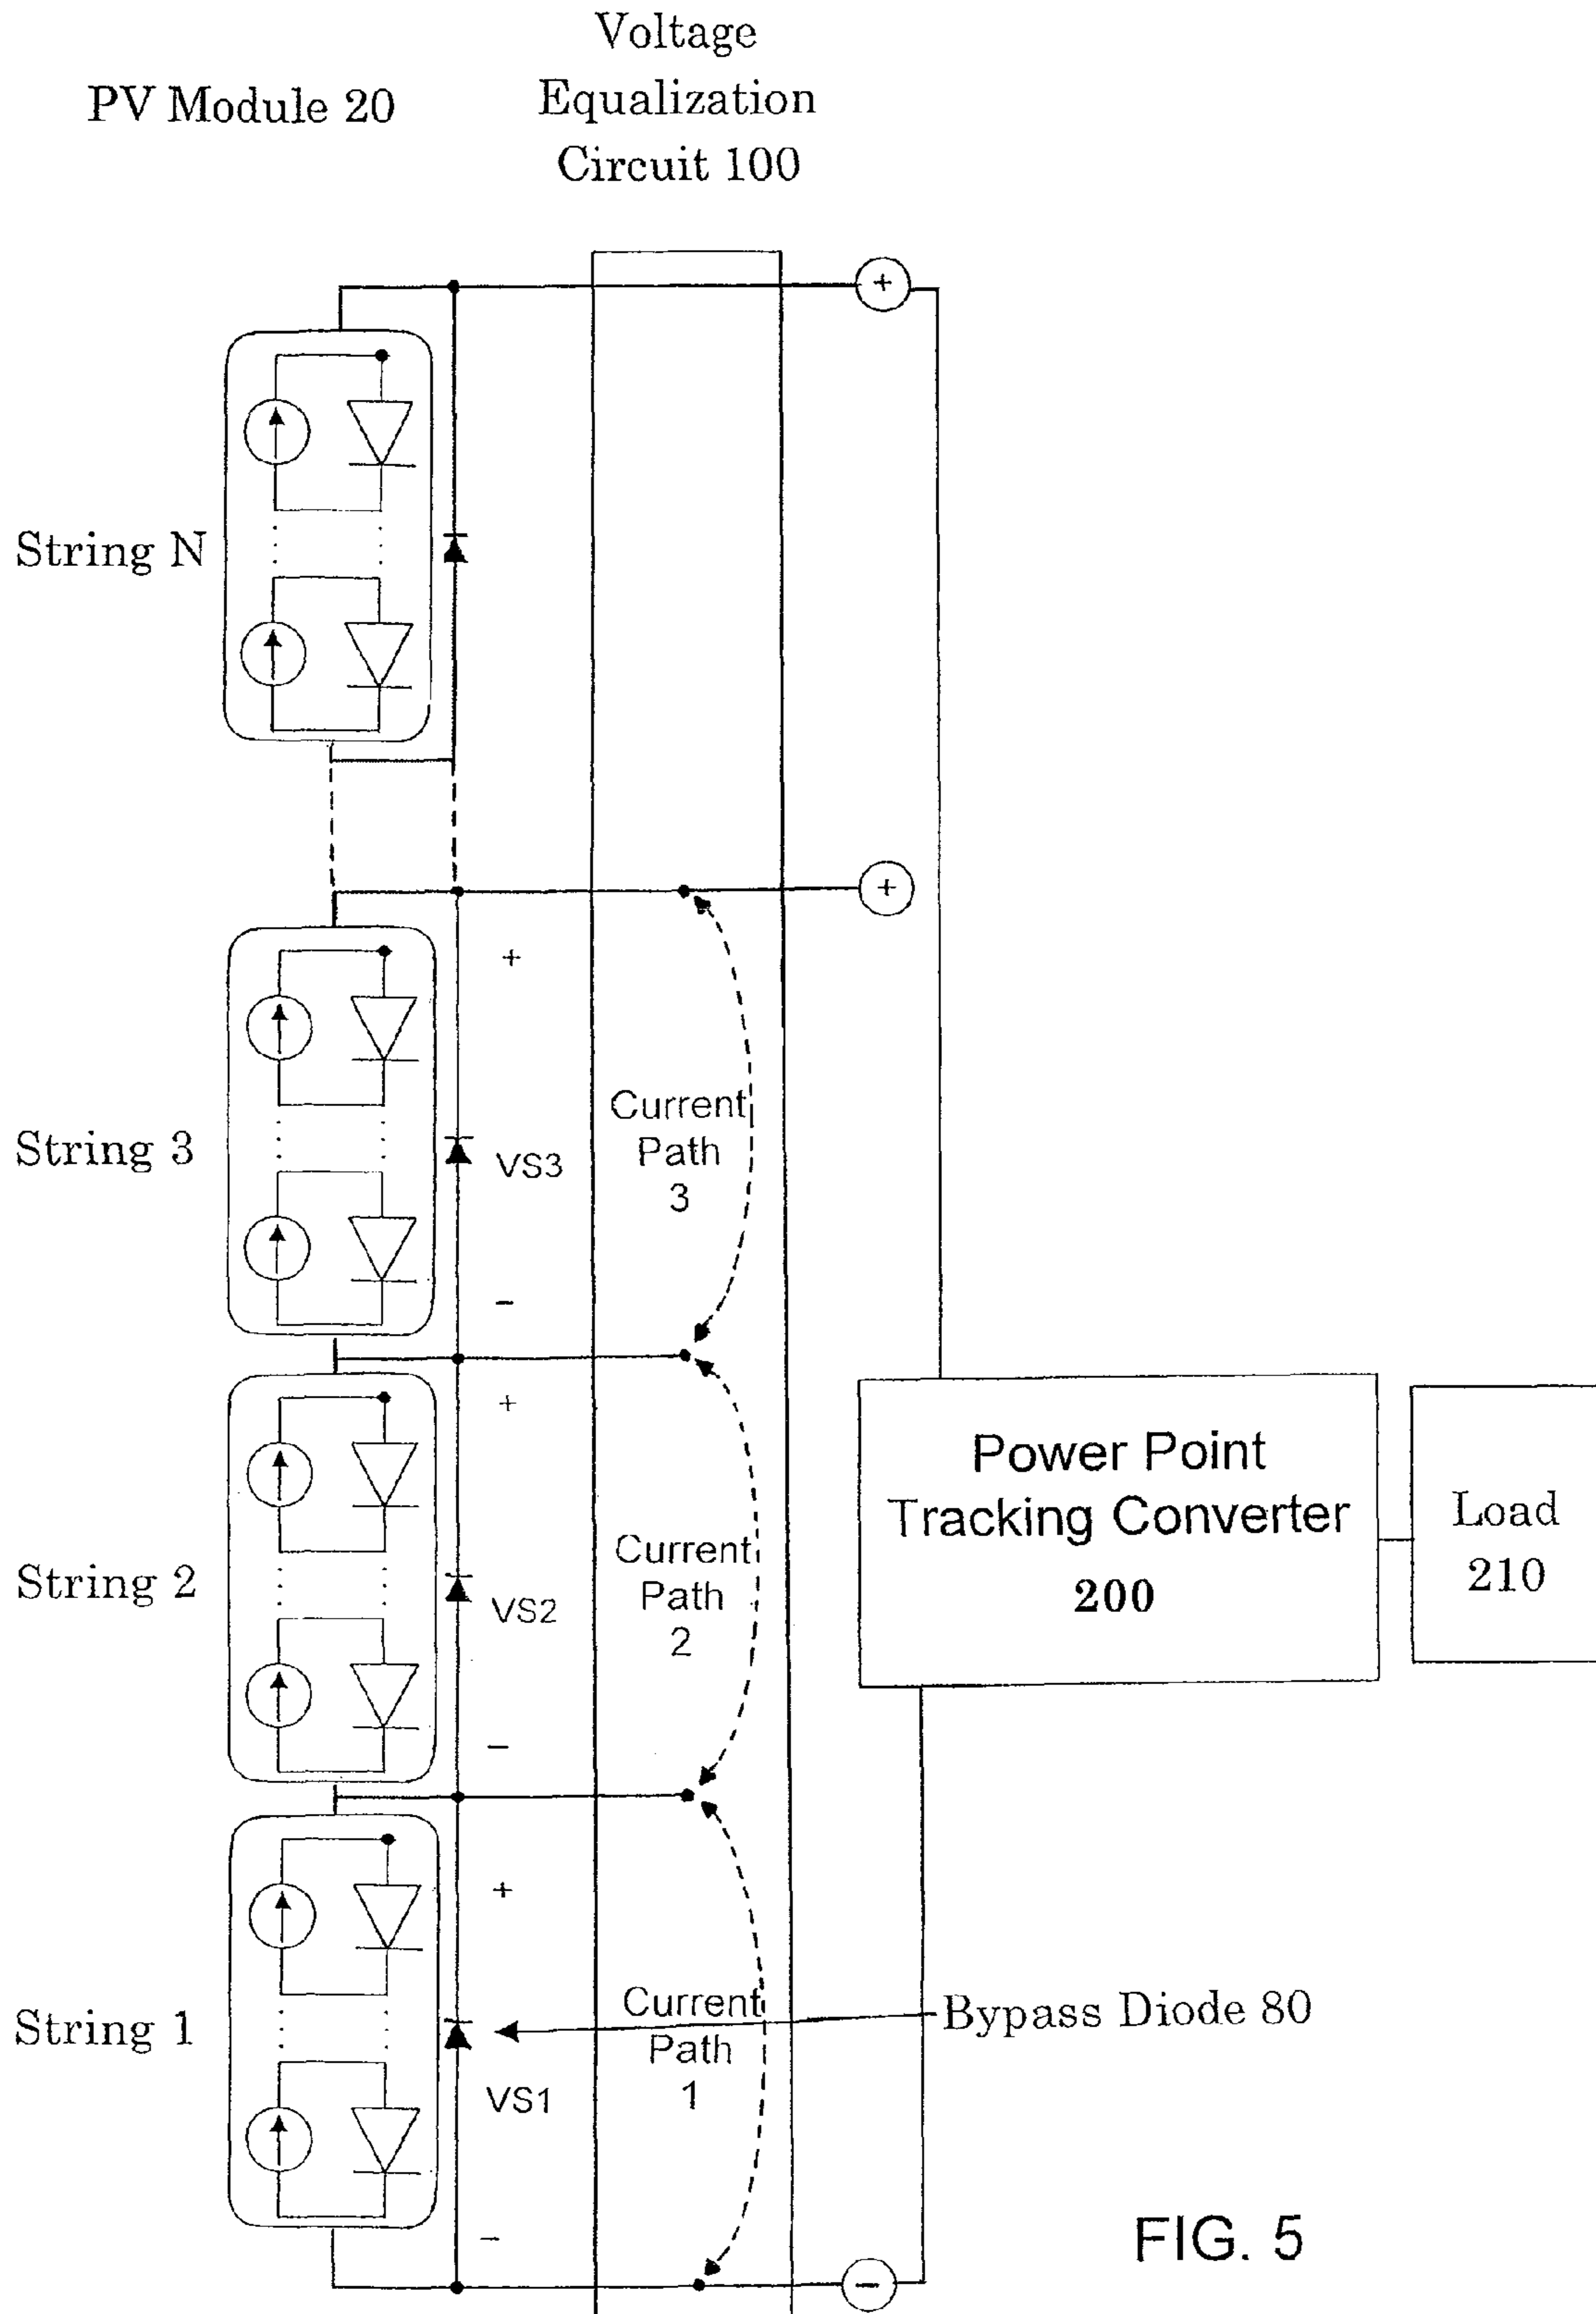 Voltage
Equalization
Circuit 100
PV Module 20
+
String N
+
+
Current
Path
3
String 3
VS3
−
+
Power Point
Tracking Converter
200
Load
210
Current
Path
2
String 2
VS2
−
+
Current
Path
1
Bypass Diode 80
String 1
VS1
−
−
FIG. 5